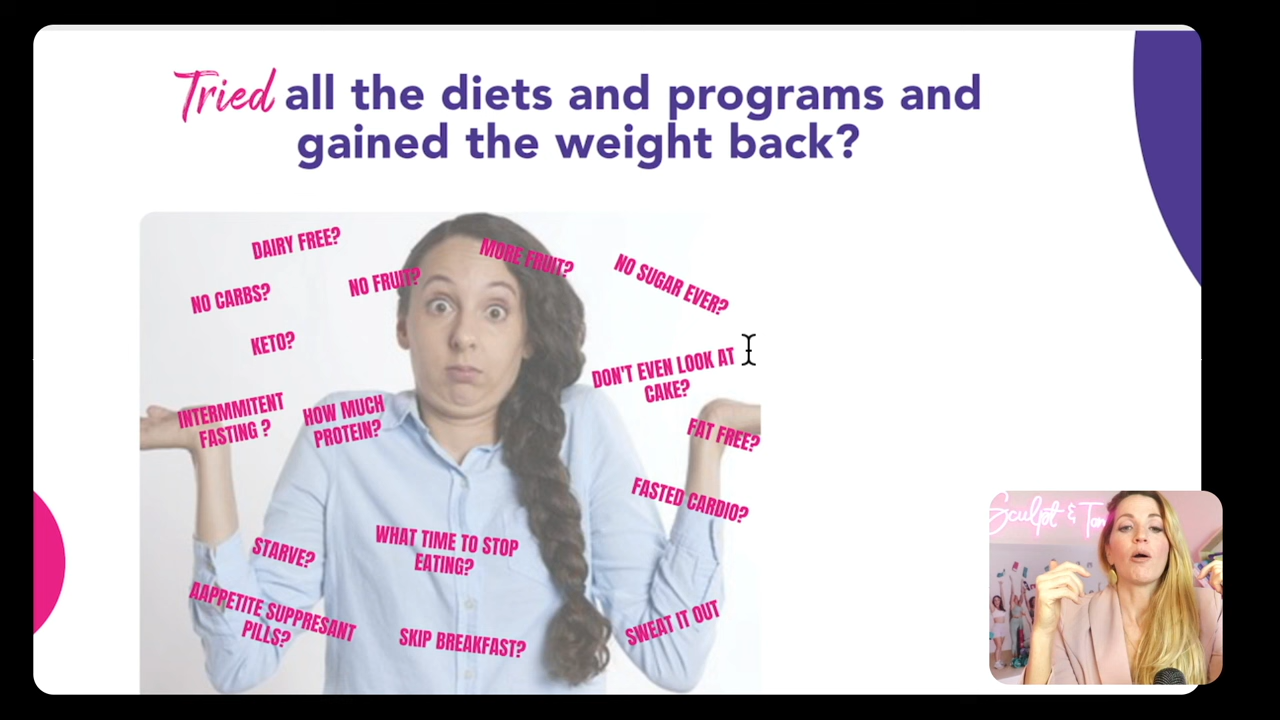 Tried all the diets and programs and
gained the weight back?
DAIRY FREE?
MORE FRUIT?
NO SUGAR EVER?
NO CARBS?
NO FRUIT?
KETO?
DON'T EVEN LOOK AT
CAKE?
INTERMMITENT
FASTING ?
HOW MUCH
PROTEIN?
FAT FREE?
FASTED CARDIO?
STARVE?
WHAT TIME TO STOP
EATING?
AAPPETITE SUPPRESANT
PILLS?
SKIP BREAKFAST?
SWEAT IT OUT
Sculpt &